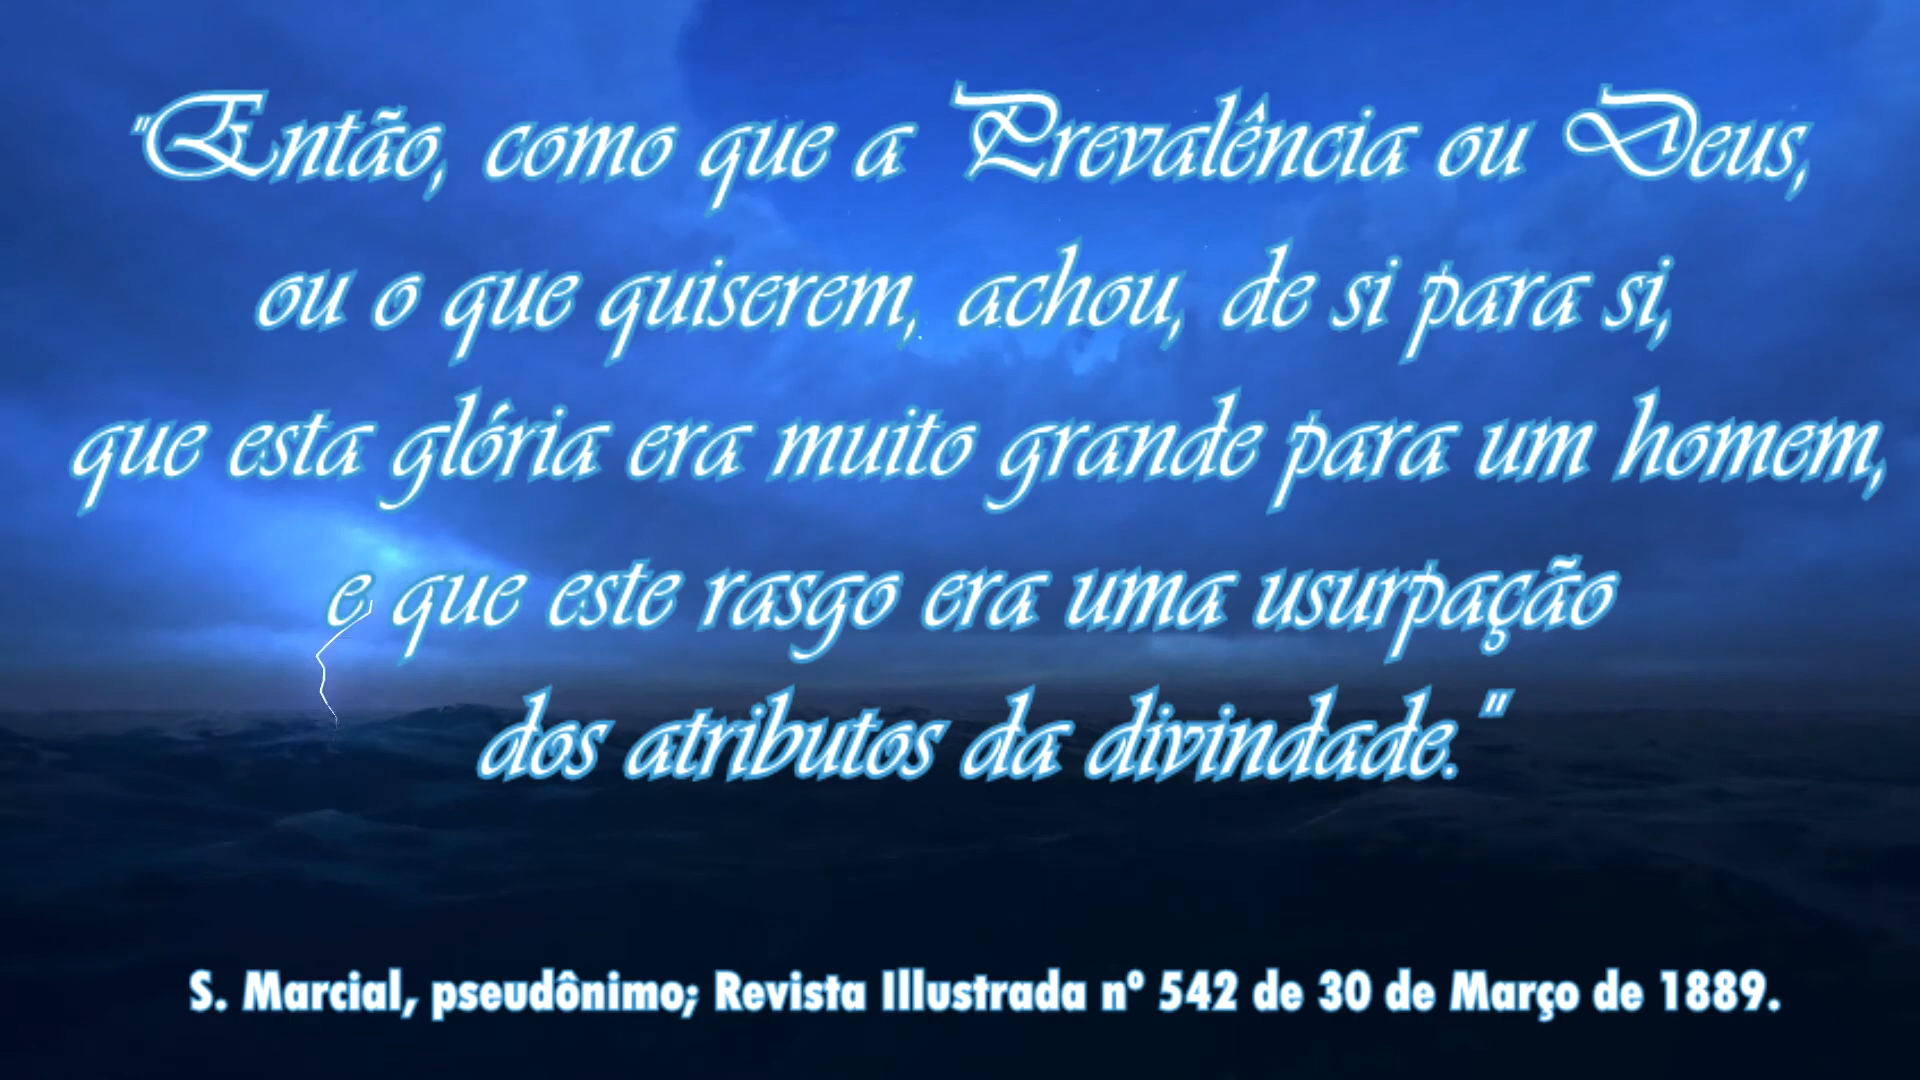 "Então, como que a Prevalência ou Deus,
ou o que quiserem, achou, de si para si,
que esta glória era muito grande para um homem,
e que este rasgo era uma usurpação
dos atributos da divindade."
S. Marcial, pseudônimo; Revista Illustrada nº 542 de 30 de Março de 1889.